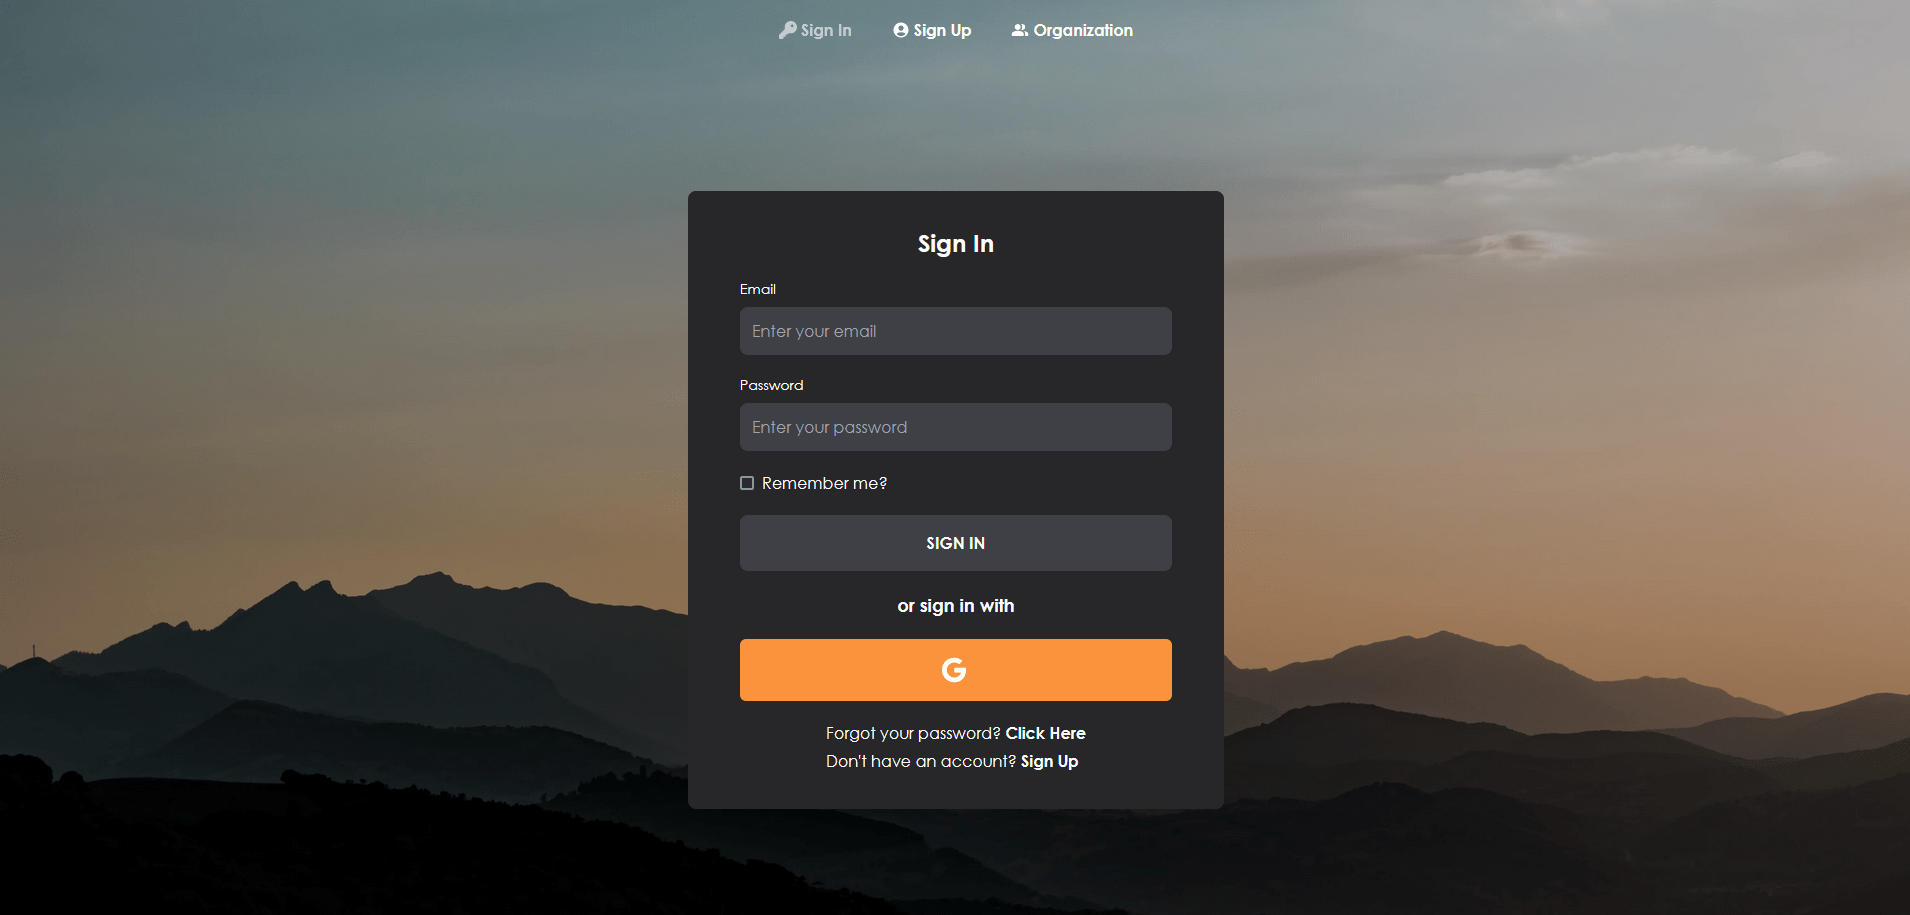 Sign In Sign Up Organization
Sign In
Email
Enter your email
Password
Enter your password
Remember me?
SIGN IN
or sign in with
G
Forgot your password? Click Here
Don't have an account? Sign Up